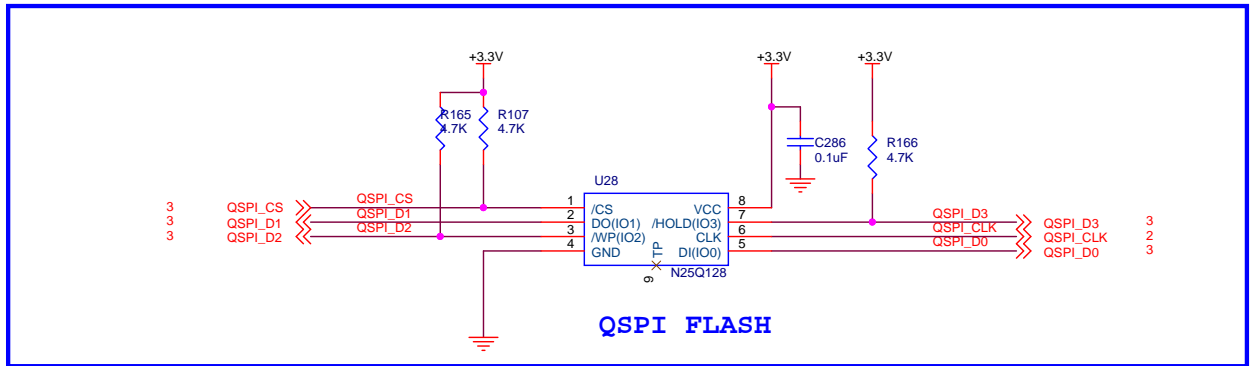 +3.3V
+3.3V
+3.3V
R165
4.7K
R107
4.7K
C286
0.1uF
R166
4.7K
U28
3 QSPI_CS QSPI_CS 1 /CS VCC 8
3 QSPI_D1 QSPI_D1 2 DO(IO1) /HOLD(IO3) 7 QSPI_D3 QSPI_D3 3
3 QSPI_D2 QSPI_D2 3 /WP(IO2) CLK 6 QSPI_CLK QSPI_CLK 2
4 GND DI(IO0) 5 QSPI_D0 QSPI_D0 3
TP
9
N25Q128
QSPI FLASH